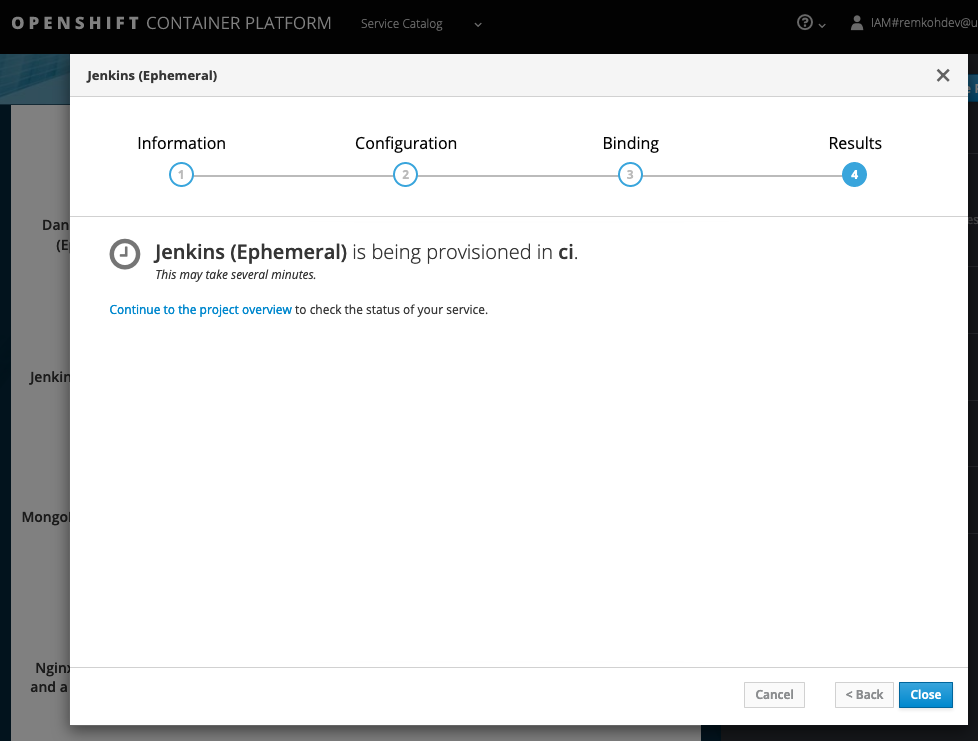 OPENSHIFT CONTAINER PLATFORM Service Catalog
IAM#remkohdev@u
Jenkins (Ephemeral)
Information Configuration Binding Results
1 2 3 4
Dan
(E
Jenkins (Ephemeral) is being provisioned in ci.
This may take several minutes.
Continue to the project overview to check the status of your service.
Jenkin
Mongo
Nginx
and a
Cancel < Back Close